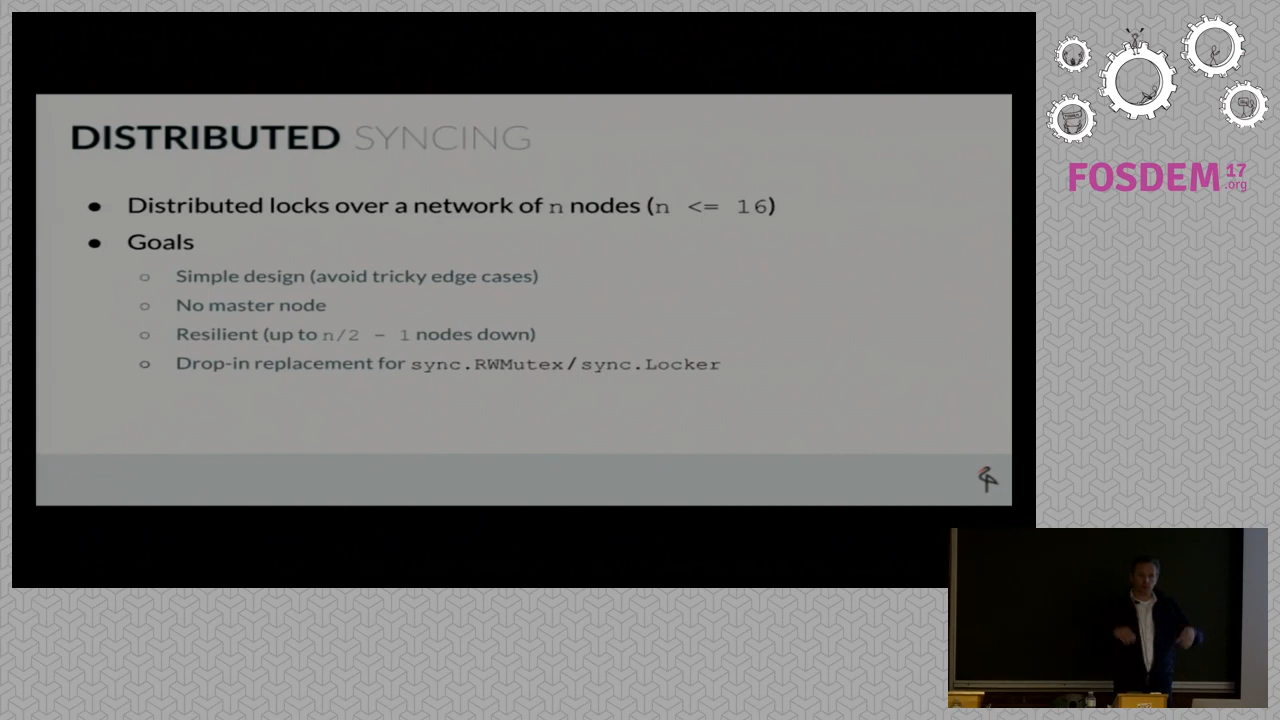 DISTRIBUTED SYNCING
● Distributed locks over a network of n nodes (n <= 16)
● Goals
○ Simple design (avoid tricky edge cases)
○ No master node
○ Resilient (up to n/2 - 1 nodes down)
○ Drop-in replacement for sync.RWMutex/sync.Locker
FOSDEM 17 .org